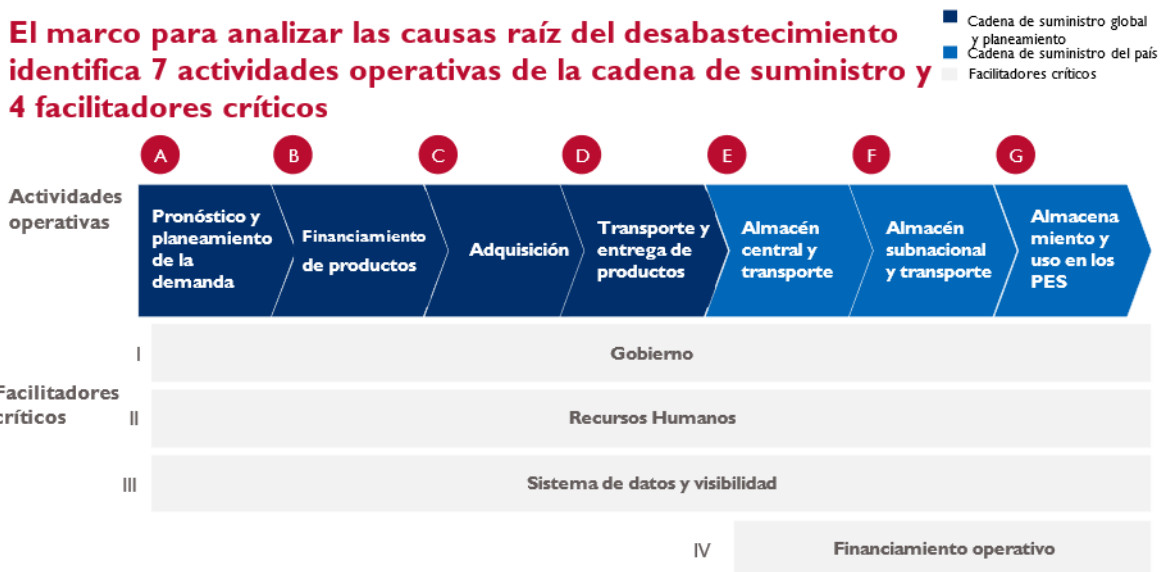 El marco para analizar las causas raíz del desabastecimiento
identifica 7 actividades operativas de la cadena de suministro y
4 facilitadores críticos
Cadena de suministro global
y planeamiento
Cadena de suministro del país
Facilitadores críticos
A
B
C
D
E
F
G
Actividades
operativas
Pronóstico y
planeamiento
de la
demanda
Financiamiento
de productos
Adquisición
Transporte y
entrega de
productos
Almacén
central y
transporte
Almacén
subnacional
y transporte
Almacena
miento y
uso en los
PES
Facilitadores
críticos
I
Gobierno
II
Recursos Humanos
III
Sistema de datos y visibilidad
IV
Financiamiento operativo